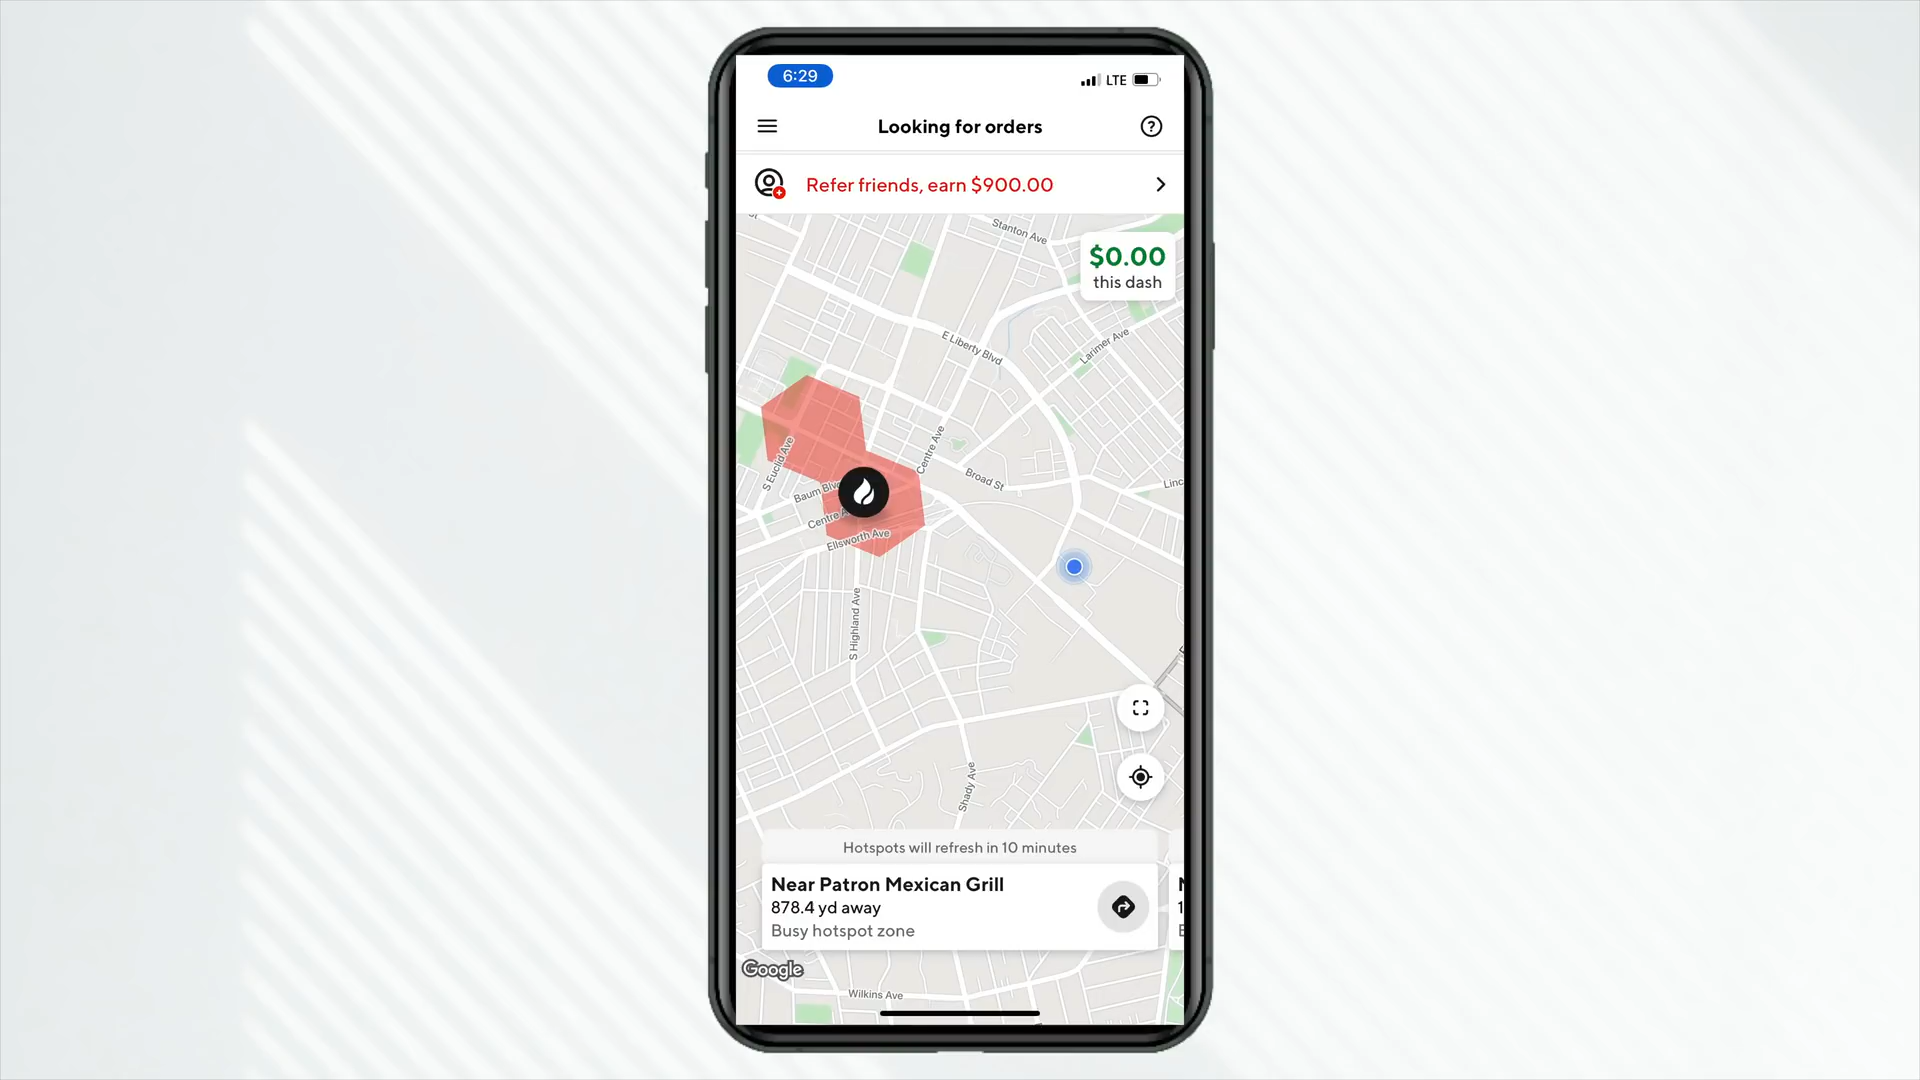 6:29
LTE
Looking for orders
Refer friends, earn $900.00
Stanton Ave
$0.00
this dash
E Liberty Blvd
Larimer Ave
S Euclid Ave
Centre Ave
Broad St
Linc
Baum Blv
Centre A
Ellsworth Ave
S Highland Ave
Shady Ave
Hotspots will refresh in 10 minutes
Near Patron Mexican Grill
878.4 yd away
Busy hotspot zone
Google
Wilkins Ave